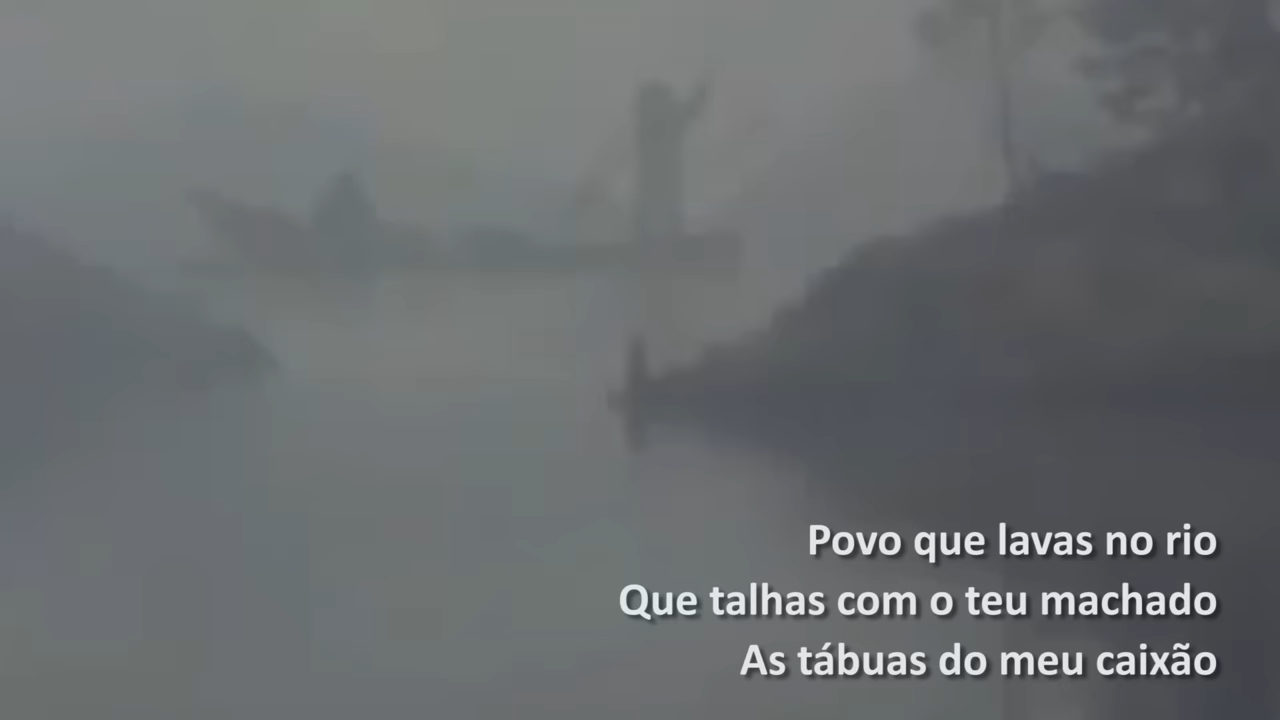 Povo que lavas no rio
Que talhas com o teu machado
As tábuas do meu caixão